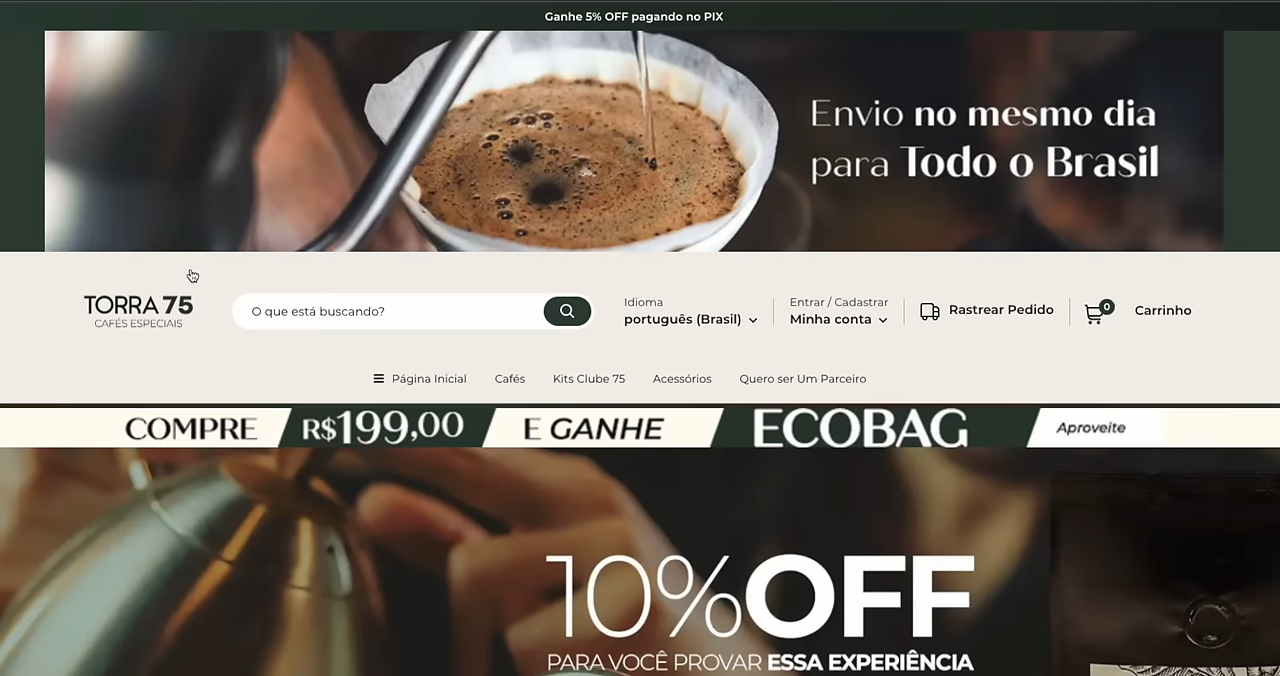 Ganhe 5% OFF pagando no PIX
Envio no mesmo dia
para Todo o Brasil
TORRA 75
CAFÉS ESPECIAIS
O que está buscando?
Idioma
português (Brasil)
Entrar / Cadastrar
Minha conta
Rastrear Pedido
0
Carrinho
Página Inicial
Cafés
Kits Clube 75
Acessórios
Quero ser Um Parceiro
COMPRE R$199,00 E GANHE ECOBAG Aproveite
10%OFF
PARA VOCÊ PROVAR ESSA EXPERIÊNCIA